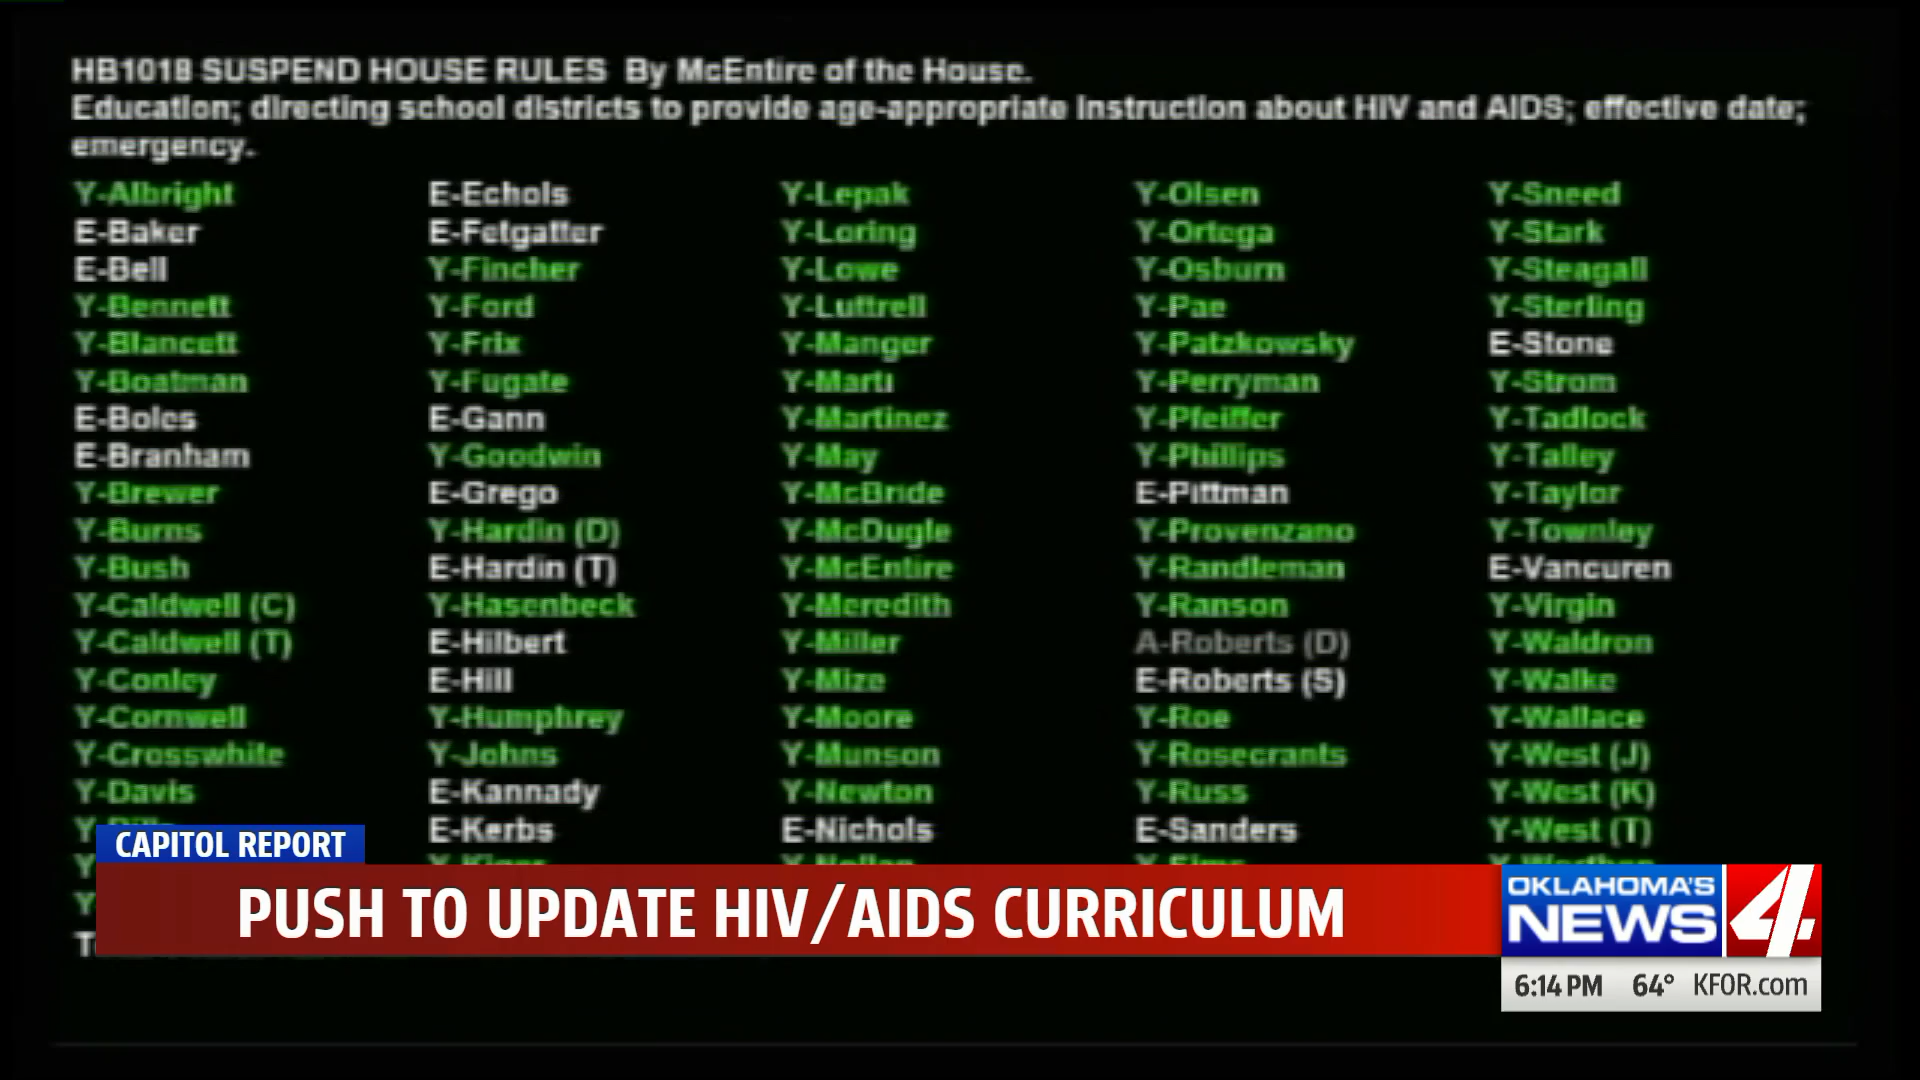 HB1018 SUSPEND HOUSE RULES By McEntire of the House.
Education; directing school districts to provide age-appropriate instruction about HIV and AIDS; effective date;
emergency.
Y-Albright E-Echols Y-Lepak Y-Olsen Y-Sneed
E-Baker E-Fetgatter Y-Loring Y-Ortega Y-Stark
E-Bell Y-Fincher Y-Lowe Y-Osburn Y-Steagall
Y-Bennett Y-Ford Y-Luttrell Y-Pae Y-Sterling
Y-Blancett Y-Frix Y-Manger Y-Patzkowsky E-Stone
Y-Boatman Y-Fugate Y-Marti Y-Perryman Y-Strom
E-Boles E-Gann Y-Martinez Y-Pfeiffer Y-Tadlock
E-Branham Y-Goodwin Y-May Y-Phillips Y-Talley
Y-Brewer E-Grego Y-McBride E-Pittman Y-Taylor
Y-Burns Y-Hardin (D) Y-McDugle Y-Provenzano Y-Townley
Y-Bush E-Hardin (T) Y-McEntire Y-Randleman E-Vancuren
Y-Caldwell (C) Y-Hasenbeck Y-Meredith Y-Ranson Y-Virgin
Y-Caldwell (T) E-Hilbert Y-Miller A-Roberts (D) Y-Waldron
Y-Conley E-Hill Y-Mize E-Roberts (S) Y-Walke
Y-Cornwell Y-Humphrey Y-Moore Y-Roe Y-Wallace
Y-Crosswhite Y-Johns Y-Munson Y-Rosecrants Y-West (J)
Y-Davis E-Kannady Y-Newton Y-Russ Y-West (K)
E-Kerbs E-Nichols E-Sanders Y-West (T)
CAPITOL REPORT
PUSH TO UPDATE HIV/AIDS CURRICULUM
OKLAHOMA'S
NEWS 4
6:14 PM 64° KFOR.com